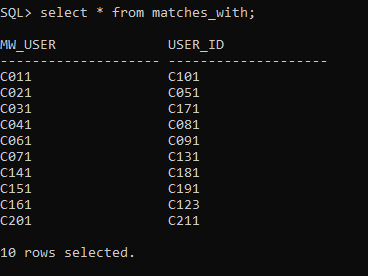 SQL> select * from matches_with;
MW_USER USER_ID
-------------------- --------------------
C011 C101
C021 C051
C031 C171
C041 C081
C061 C091
C071 C131
C141 C181
C151 C191
C161 C123
C201 C211
10 rows selected.